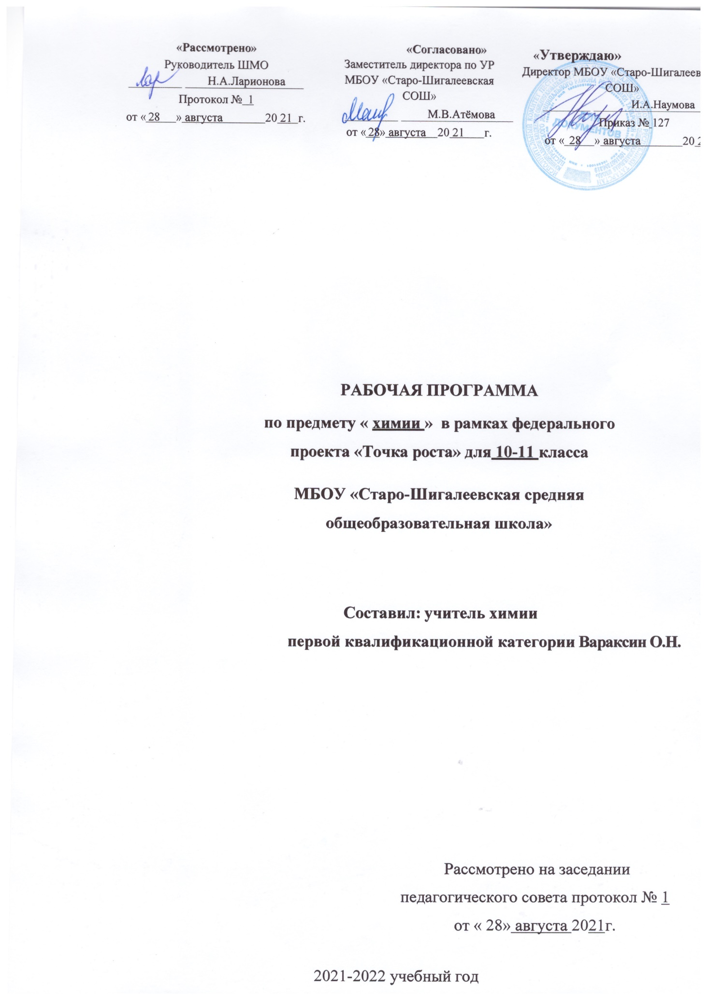 «Рассмотрено»
Руководитель ШМО
Н.А.Ларионова
Протокол № 1
от « 28 » августа 20 21 г.
«Согласовано»
Заместитель директора по УР
МБОУ «Старо-Шигалеевская
СОШ»
М.В.Атёмова
от « 28» августа 20 21 г.
«Утверждаю»
Директор МБОУ «Старо-Шигалеев
СОШ»
И.А.Наумова
Приказ № 127
от « 28 » августа 20
ДОКУМЕНТОВ
РАБОЧАЯ ПРОГРАММА
по предмету « химии » в рамках федерального
проекта «Точка роста» для 10-11 класса
МБОУ «Старо-Шигалеевская средняя
общеобразовательная школа»
Составил: учитель химии
первой квалификационной категории Вараксин О.Н.
Рассмотрено на заседании
педагогического совета протокол № 1
от « 28» августа 2021г.
2021-2022 учебный год